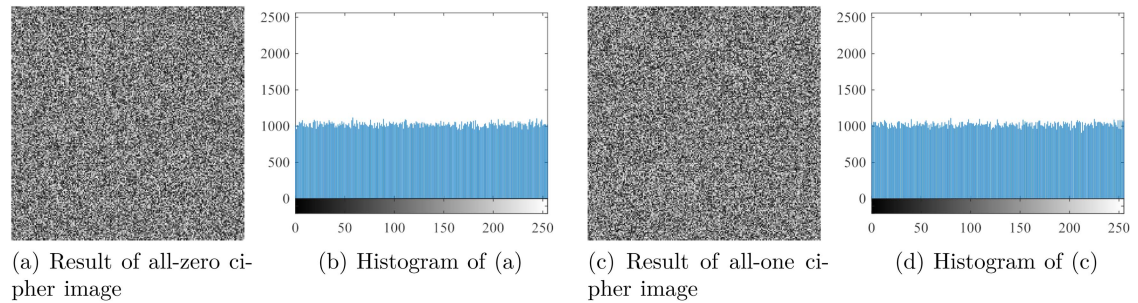 2500
2000
1500
1000
500
0
0 50 100 150 200 250
2500
2000
1500
1000
500
0
0 50 100 150 200 250
(a) Result of all-zero ci-
pher image
(b) Histogram of (a)
(c) Result of all-one ci-
pher image
(d) Histogram of (c)